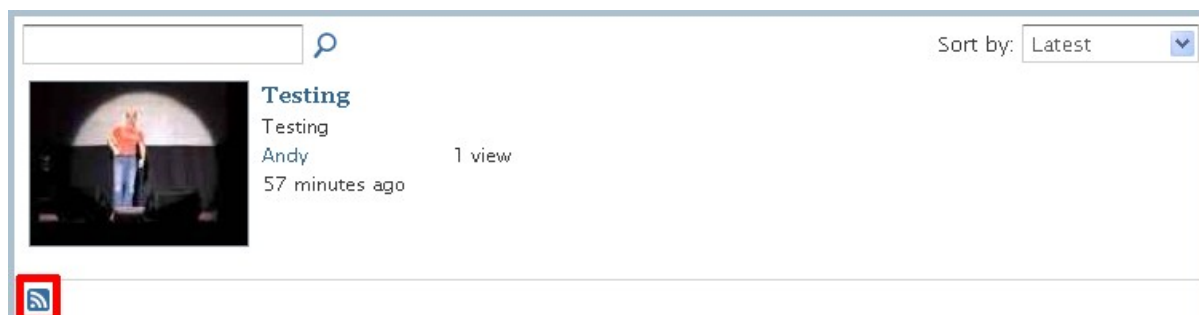 Sort by: Latest
Testing
Testing
Andy 1 view
57 minutes ago